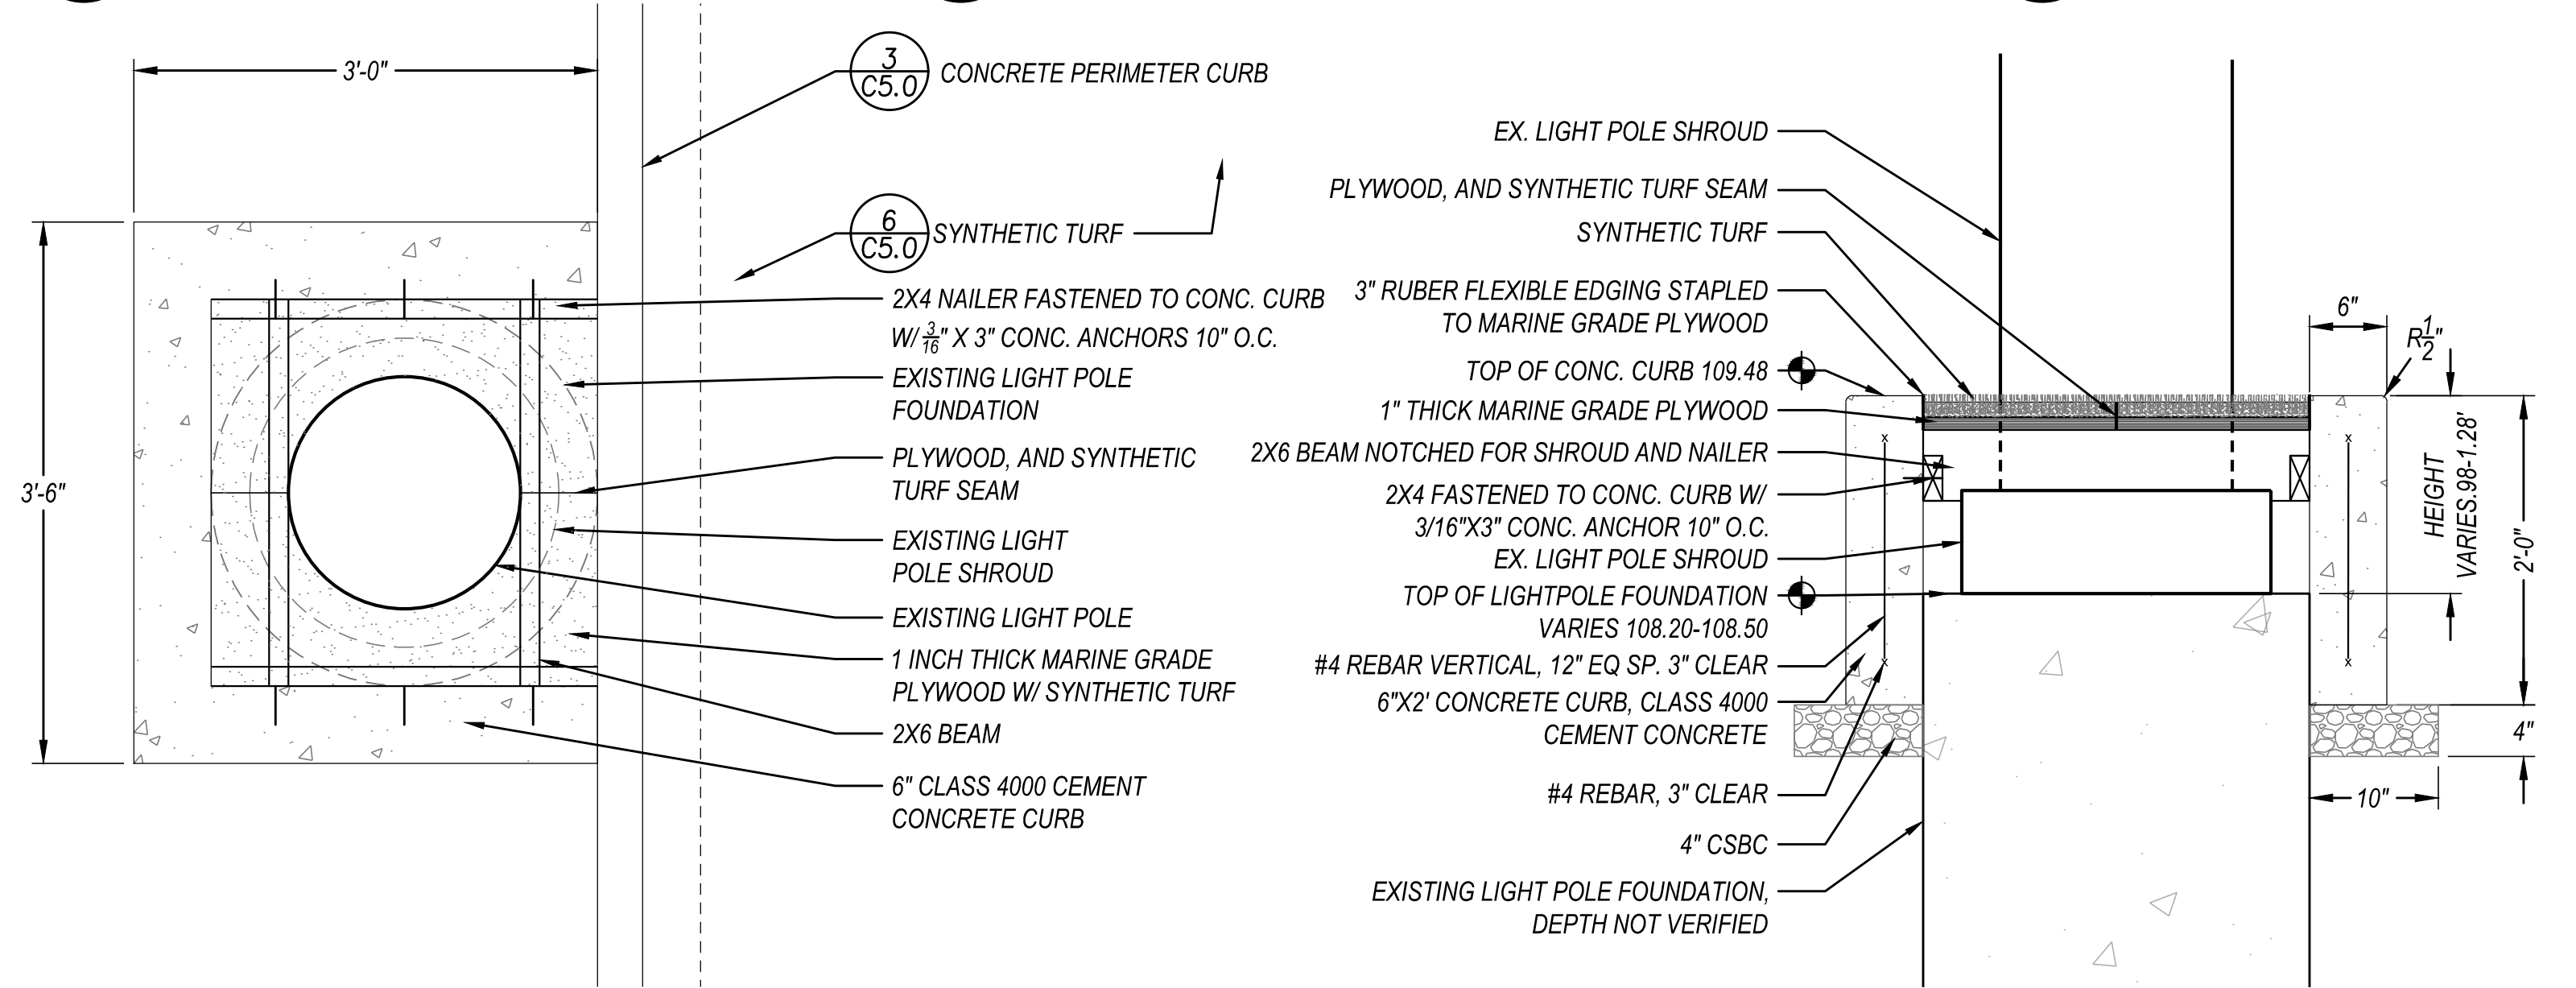 3'-0"
3'-6"
3
C5.0
CONCRETE PERIMETER CURB
6
C5.0
SYNTHETIC TURF
2X4 NAILER FASTENED TO CONC. CURB
W/ 3/16" X 3" CONC. ANCHORS 10" O.C.
EXISTING LIGHT POLE
FOUNDATION
PLYWOOD, AND SYNTHETIC
TURF SEAM
EXISTING LIGHT
POLE SHROUD
EXISTING LIGHT POLE
1 INCH THICK MARINE GRADE
PLYWOOD W/ SYNTHETIC TURF
2X6 BEAM
6" CLASS 4000 CEMENT
CONCRETE CURB
EX. LIGHT POLE SHROUD
PLYWOOD, AND SYNTHETIC TURF SEAM
SYNTHETIC TURF
3" RUBER FLEXIBLE EDGING STAPLED
TO MARINE GRADE PLYWOOD
TOP OF CONC. CURB 109.48
1" THICK MARINE GRADE PLYWOOD
2X6 BEAM NOTCHED FOR SHROUD AND NAILER
2X4 FASTENED TO CONC. CURB W/
3/16"X3" CONC. ANCHOR 10" O.C.
EX. LIGHT POLE SHROUD
TOP OF LIGHTPOLE FOUNDATION
VARIES 108.20-108.50
#4 REBAR VERTICAL, 12" EQ SP. 3" CLEAR
6"X2' CONCRETE CURB, CLASS 4000
CEMENT CONCRETE
#4 REBAR, 3" CLEAR
4" CSBC
EXISTING LIGHT POLE FOUNDATION,
DEPTH NOT VERIFIED
6"
R1/2"
HEIGHT
VARIES.98-1.28'
2'-0"
4"
10"